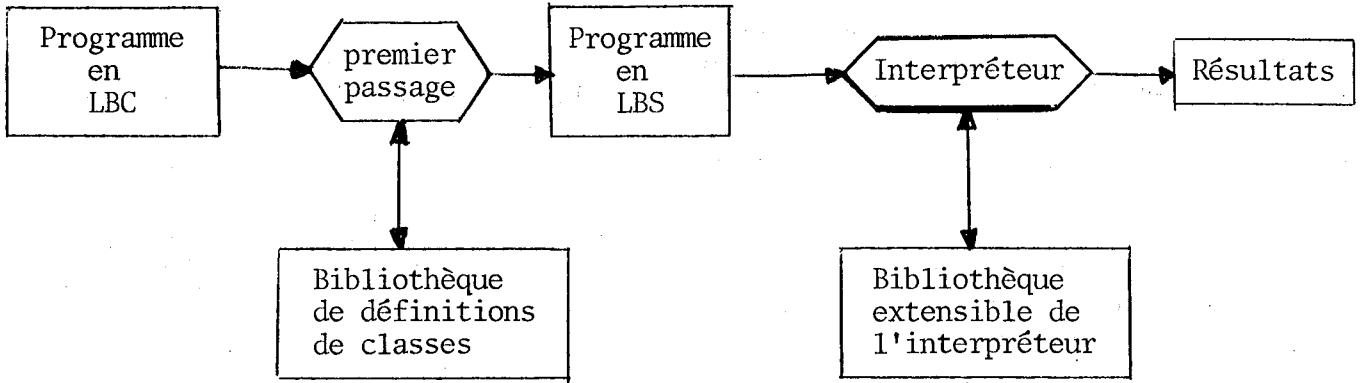 Programme
en
LBC
premier
passage
Programme
en
LBS
Interpréteur
Résultats
Bibliothèque
de définitions
de classes
Bibliothèque
extensible de
l'interpréteur